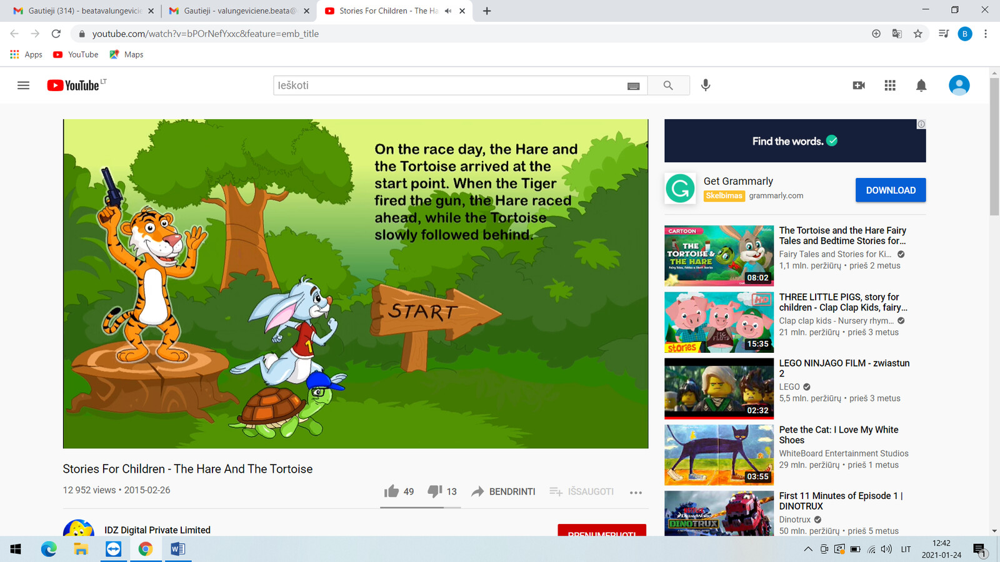 Gautieji (314) - beatavalungevicie
Gautieji - valungeviciene.beata@
Stories For Children - The Ha
youtube.com/watch?v=bPOrNefYxxc&feature=emb_title
B
Apps
YouTube
Maps
YouTube LT
Ieškoti
On the race day, the Hare and
the Tortoise arrived at the
start point. When the Tiger
fired the gun, the Hare raced
ahead, while the Tortoise
slowly followed behind.
START
1
Stories For Children - The Hare And The Tortoise
12 952 views • 2015-02-26
49
13
BENDRINTI
IŠSAUGOTI
IDZ Digital Private Limited
PRENUMERUOTI
Find the words.
Get Grammarly
Skelbimas grammarly.com
DOWNLOAD
CARTOON
THE
TORTOISE &
THE HARE
Fairy Tales, Fables & Short Stories
08:02
The Tortoise and the Hare Fairy
Tales and Bedtime Stories for...
Fairy Tales and Stories for Ki...
1,1 mln. peržiūrų • prieš 2 metus
HD
PIG
FLOYD
stories
15:35
THREE LITTLE PIGS, story for
children - Clap Clap Kids, fairy...
Clap clap kids - Nursery rhym...
21 mln. peržiūrų • prieš 3 metus
02:32
LEGO NINJAGO FILM - zwiastun
2
LEGO
5,5 mln. peržiūrų • prieš 3 metus
03:55
Pete the Cat: I Love My White
Shoes
WhiteBoard Entertainment Studios
29 mln. peržiūrų • prieš 1 metus
NETFLIX
DREAMWORKS
DINOTRUX
First 11 Minutes of Episode 1 |
DINOTRUX
Dinotrux
50 mln. peržiūrų • prieš 5 metus
LIT
12:42
2021-01-24
1